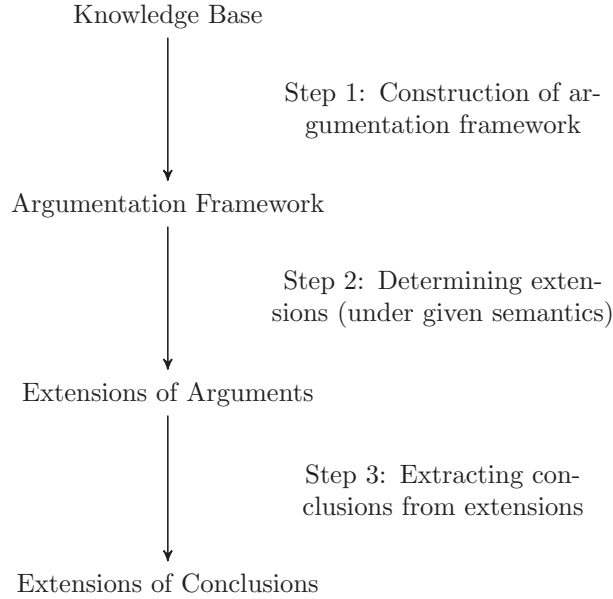 Knowledge Base
Step 1: Construction of ar-
gumentation framework
Argumentation Framework
Step 2: Determining exten-
sions (under given semantics)
Extensions of Arguments
Step 3: Extracting con-
clusions from extensions
Extensions of Conclusions